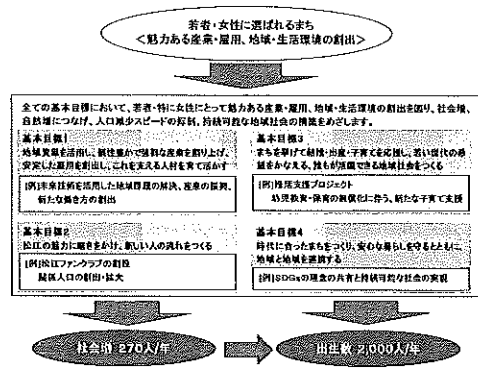 若者・女性に選ばれるまち
<魅力ある産業・雇用、地域・生活環境の創出>
全ての基本目標において、若者・特に女性にとって魅力ある産業・雇用、地域・生活環境の創出を図り、社会増、
自然増につなげ、人口減少スピードの抑制、持続可能な地域社会の構築をめざします。
基本目標1
地域資源を活用し、個性豊かで強靭な産業を創り上げ、
安定した雇用を創出し、これを支える人材を育て活かす
[例]未来技術を活用した地域課題の解決、産業の振興、
新たな働き方の創出
基本目標2
松江の魅力に磨きをかけ、新しい人の流れをつくる
[例]松江ファンクラブの創設
関係人口の創出・拡大
基本目標3
まちを挙げて結婚・出産・子育てを応援し、若い世代の希
望をかなえる、誰もが活躍できる地域社会をつくる
[例]婚活支援プロジェクト
幼児教育・保育の無償化に伴う、新たな子育て支援
基本目標4
時代に合ったまちをつくり、安心な暮らしを守るとともに、
地域と地域を連携する
[例]SDGsの理念の共有と持続可能な社会の実現
社会増 270人/年
出生数 2,000人/年